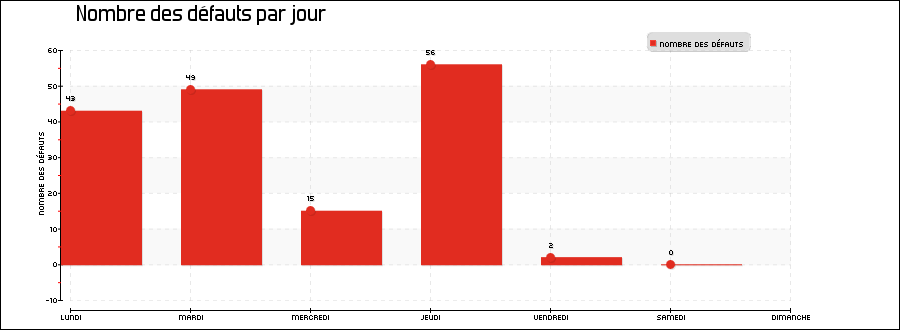 Nombre des défauts par jour
NOMBRE DES DÉFAUTS
60
50
40
30
20
10
0
-10
NOMBRE DES DÉFAUTS
43
49
15
56
2
0
LUNDI
MARDI
MERCREDI
JEUDI
VENDREDI
SAMEDI
DIMANCHE